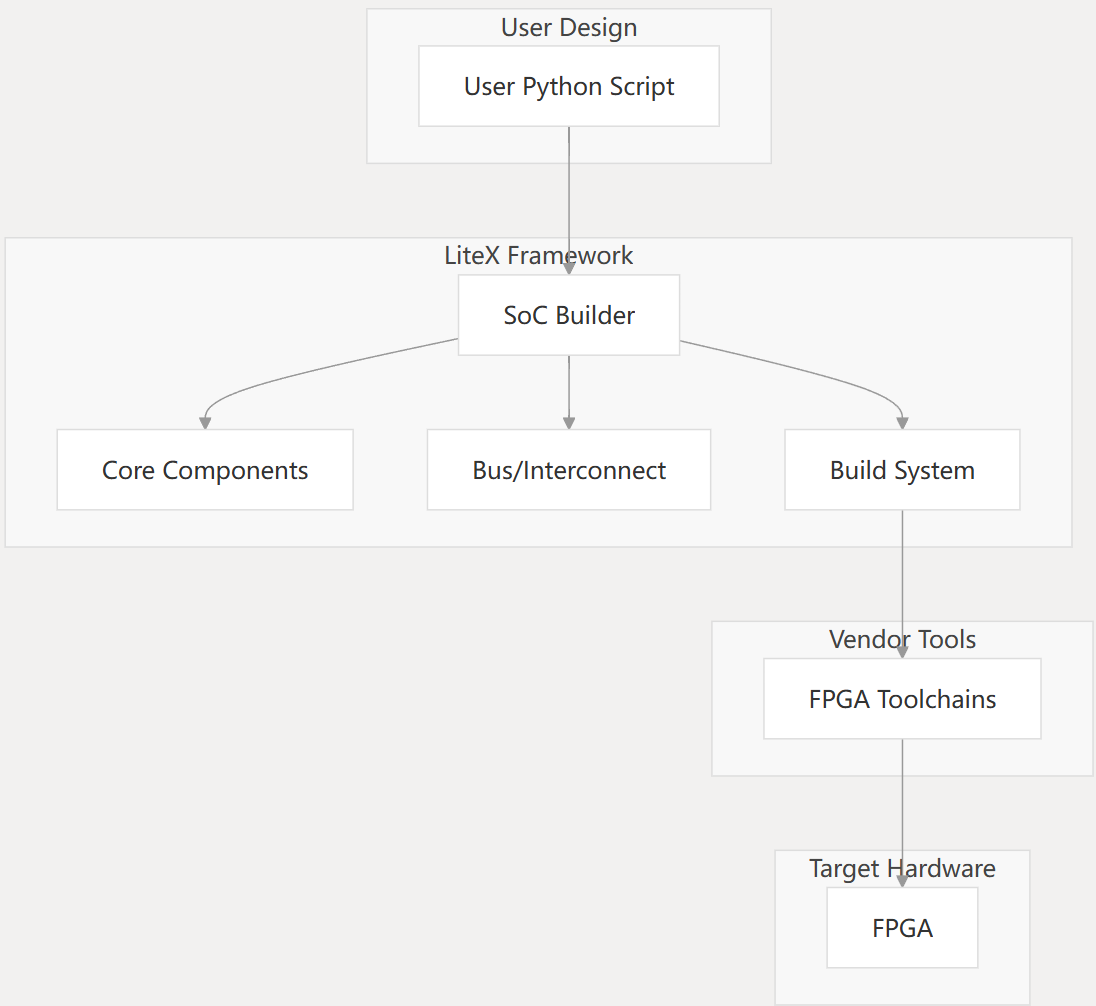 User Design
User Python Script
LiteX Framework
SoC Builder
Core Components
Bus/Interconnect
Build System
Vendor Tools
FPGA Toolchains
Target Hardware
FPGA